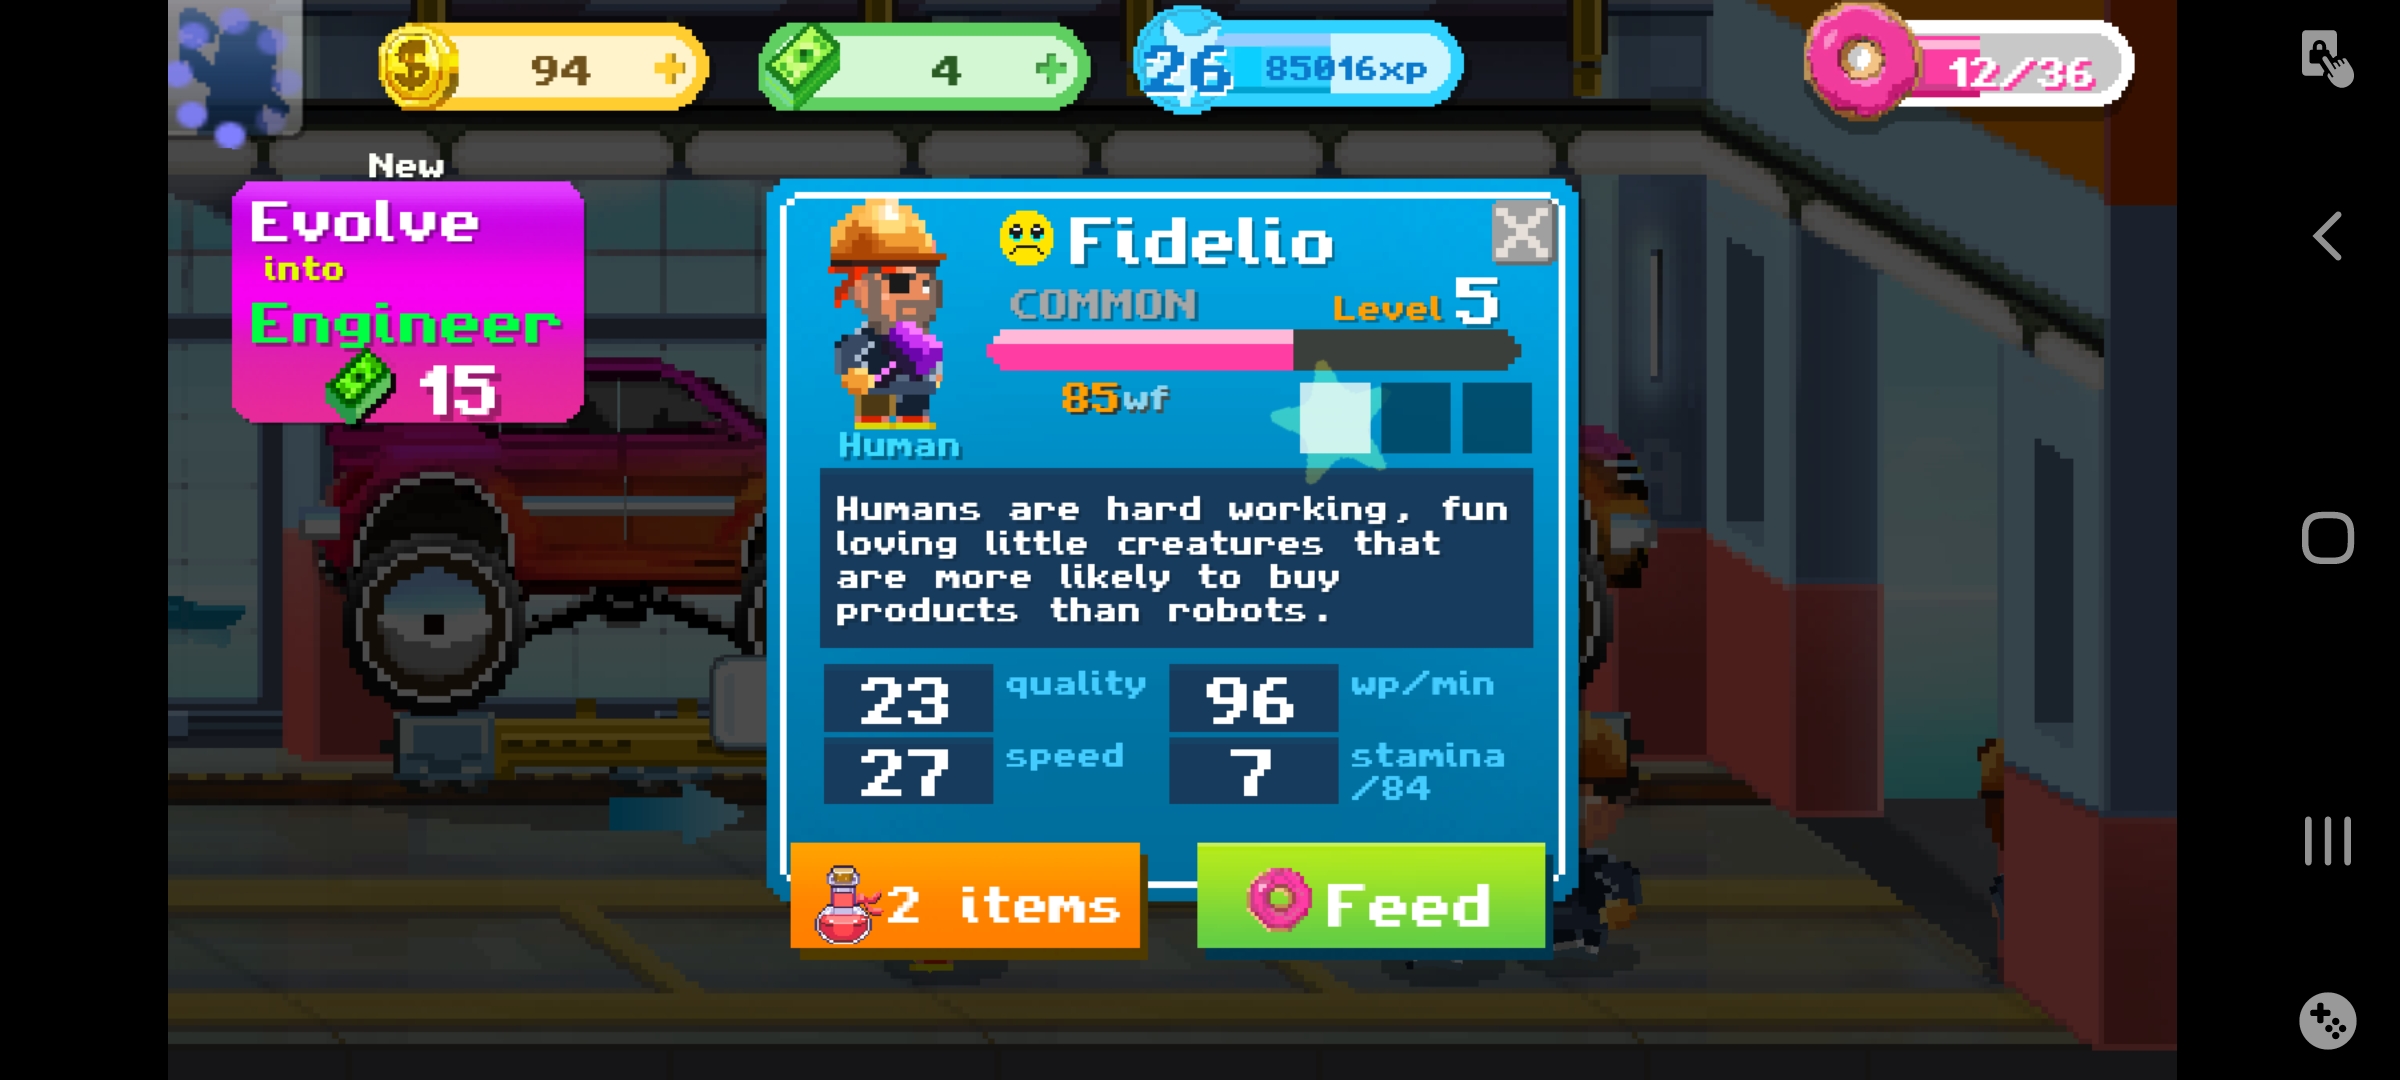 94
4
26
85016xp
12/36
New
Evolve
into
Engineer
15
Fidelio
COMMON
Level 5
85wf
Human
Humans are hard working, fun
loving little creatures that
are more likely to buy
products than robots.
23 quality
96 wp/min
27 speed
7 stamina
/84
2 items
Feed